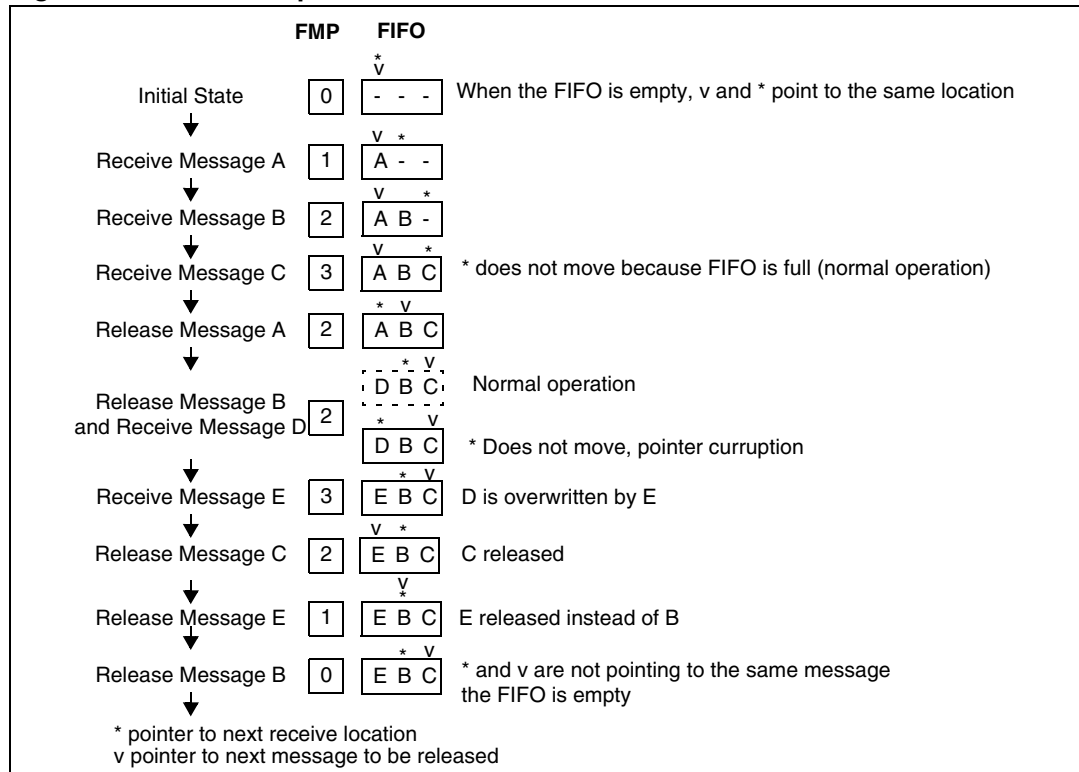 FMP FIFO
*
v
Initial State 0 - - - When the FIFO is empty, v and * point to the same location
v *
Receive Message A 1 A - -
v *
Receive Message B 2 A B -
v *
Receive Message C 3 A B C * does not move because FIFO is full (normal operation)
* v
Release Message A 2 A B C
* v
D B C Normal operation
Release Message B
and Receive Message D 2
* v
D B C * Does not move, pointer curruption
* v
Receive Message E 3 E B C D is overwritten by E
v *
Release Message C 2 E B C C released
v
*
Release Message E 1 E B C E released instead of B
* v
Release Message B 0 E B C * and v are not pointing to the same message
the FIFO is empty
* pointer to next receive location
v pointer to next message to be released